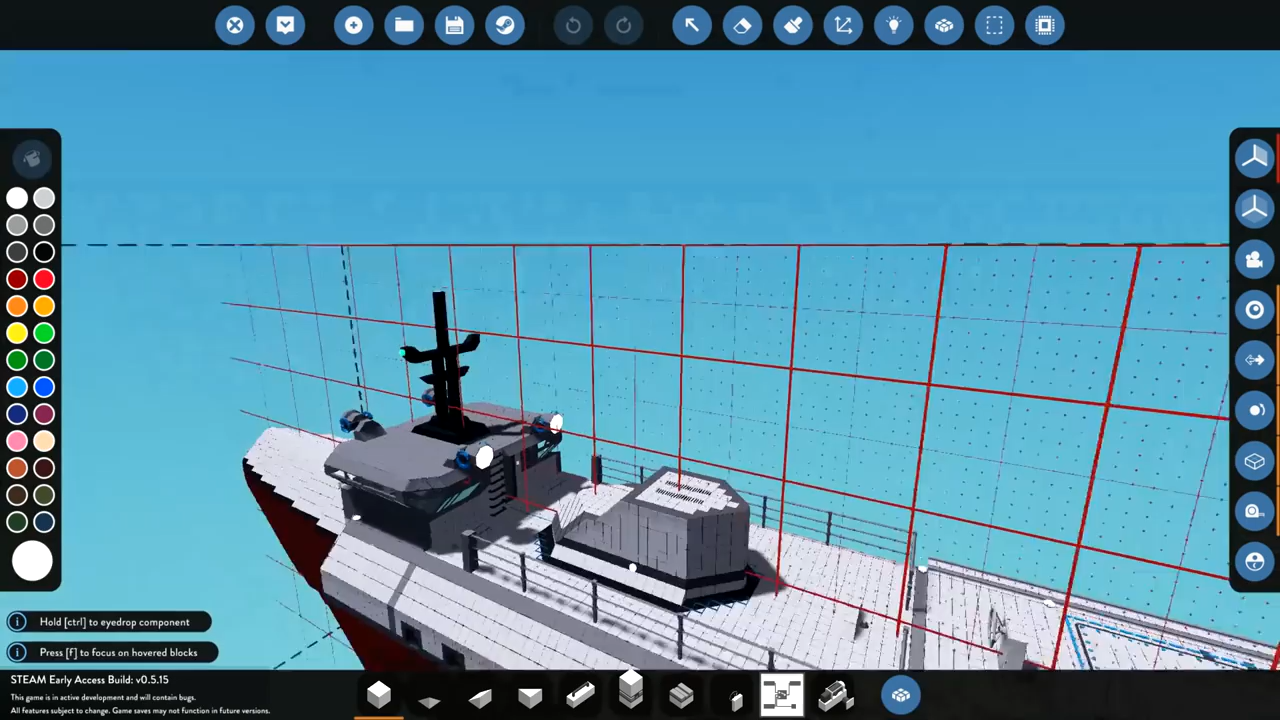 Hold [ctrl] to eyedrop component
Press [f] to focus on hovered blocks
STEAM Early Access Build: v0.5.15
This game is in active development and will contain bugs.
All features subject to change. Game saves may not function in future versions.